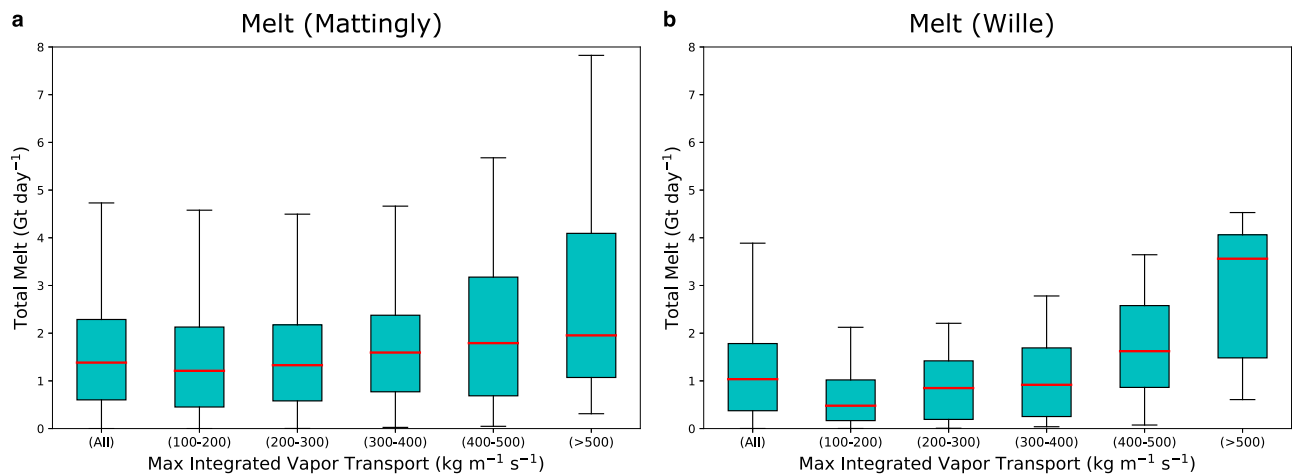 a
Melt (Mattingly)
8
7
6
5
4
3
2
1
0
Total Melt (Gt day⁻¹)
(All) (100-200) (200-300) (300-400) (400-500) (>500)
Max Integrated Vapor Transport (kg m⁻¹ s⁻¹)
b
Melt (Wille)
8
7
6
5
4
3
2
1
0
Total Melt (Gt day⁻¹)
(All) (100-200) (200-300) (300-400) (400-500) (>500)
Max Integrated Vapor Transport (kg m⁻¹ s⁻¹)